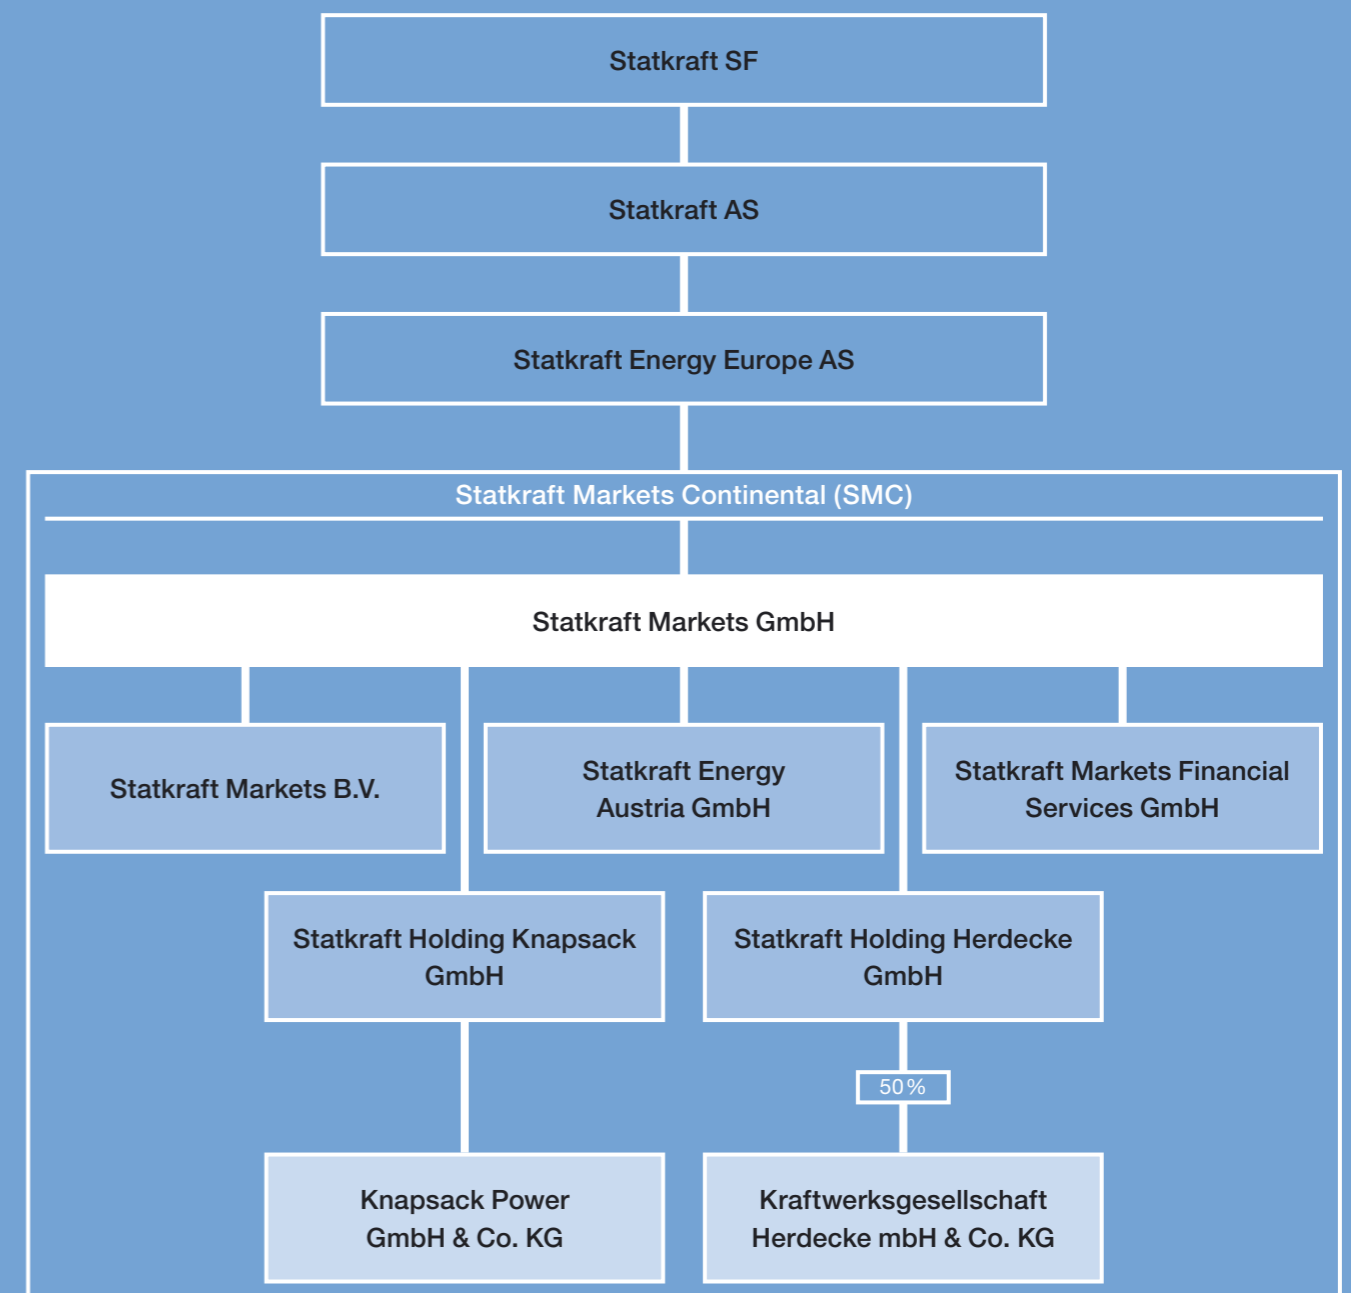 Statkraft SF
Statkraft AS
Statkraft Energy Europe AS
Statkraft Markets Continental (SMC)
Statkraft Markets GmbH
Statkraft Markets B.V.
Statkraft Energy
Austria GmbH
Statkraft Markets Financial
Services GmbH
Statkraft Holding Knapsack
GmbH
Statkraft Holding Herdecke
GmbH
50 %
Knapsack Power
GmbH & Co. KG
Kraftwerksgesellschaft
Herdecke mbH & Co. KG